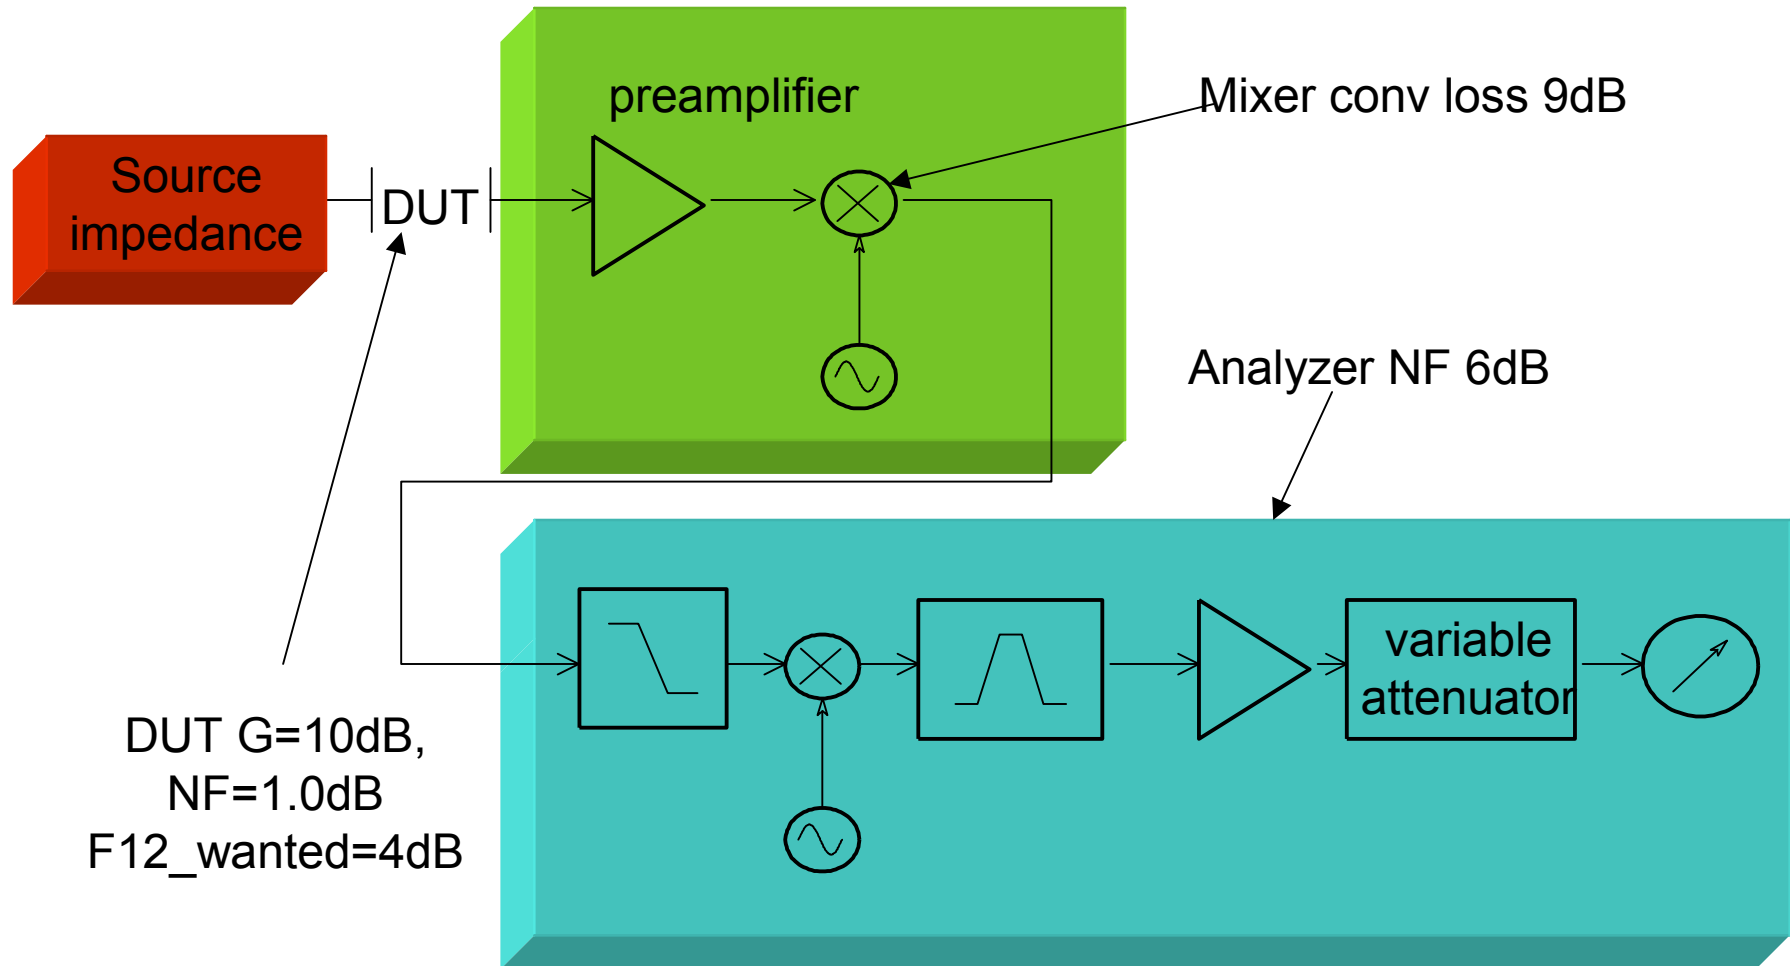 preamplifier
Mixer conv loss 9dB
Source
impedance
DUT
Analyzer NF 6dB
variable
attenuator
DUT G=10dB,
NF=1.0dB
F12_wanted=4dB